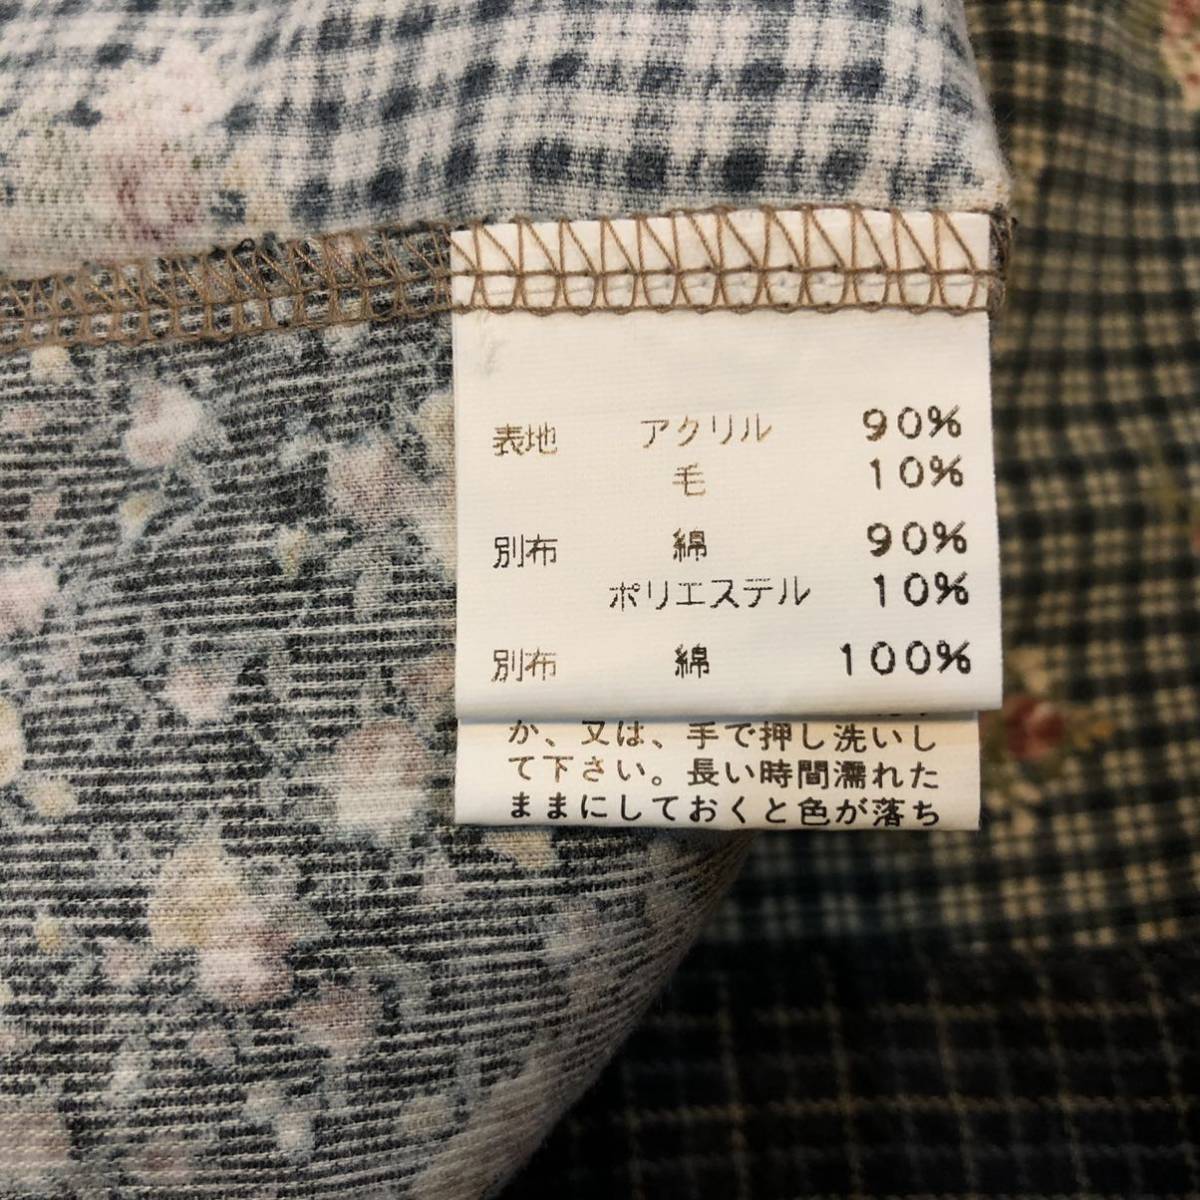 表地 アクリル 90%
毛 10%
別布 綿 90%
ポリエステル 10%
別布 綿 100%
か、又は、手で押し洗いし
て下さい。長い時間濡れた
ままにしておくと色が落ち